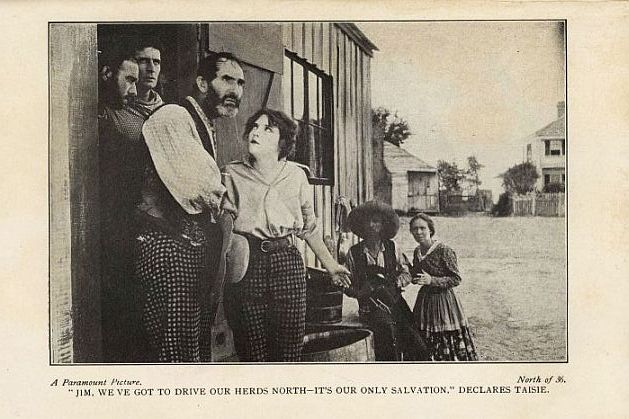 A Paramount Picture. North of 36.
"JIM, WE'VE GOT TO DRIVE OUR HERDS NORTH—IT'S OUR ONLY SALVATION," DECLARES TAISIE.